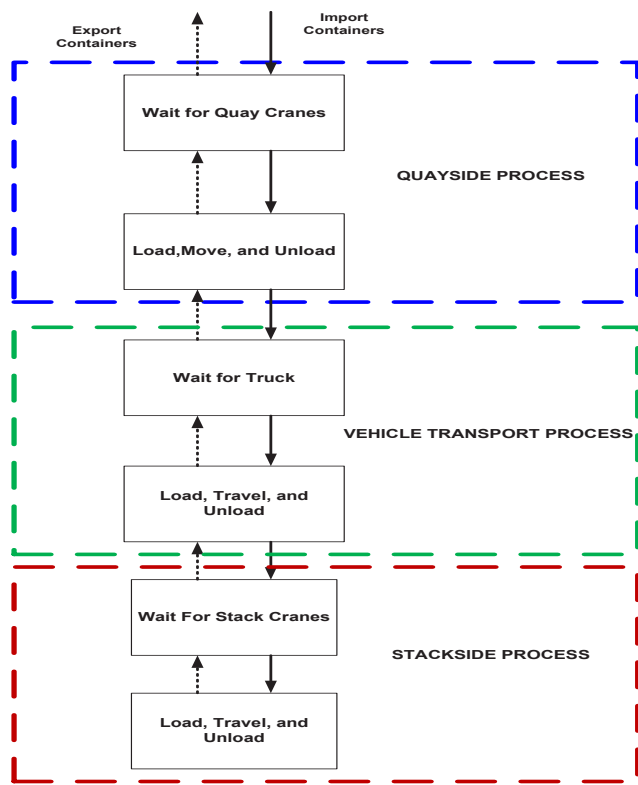 Export
Containers
Import
Containers
Wait for Quay Cranes
QUAYSIDE PROCESS
Load,Move, and Unload
Wait for Truck
VEHICLE TRANSPORT PROCESS
Load, Travel, and
Unload
Wait For Stack Cranes
STACKSIDE PROCESS
Load, Travel, and
Unload